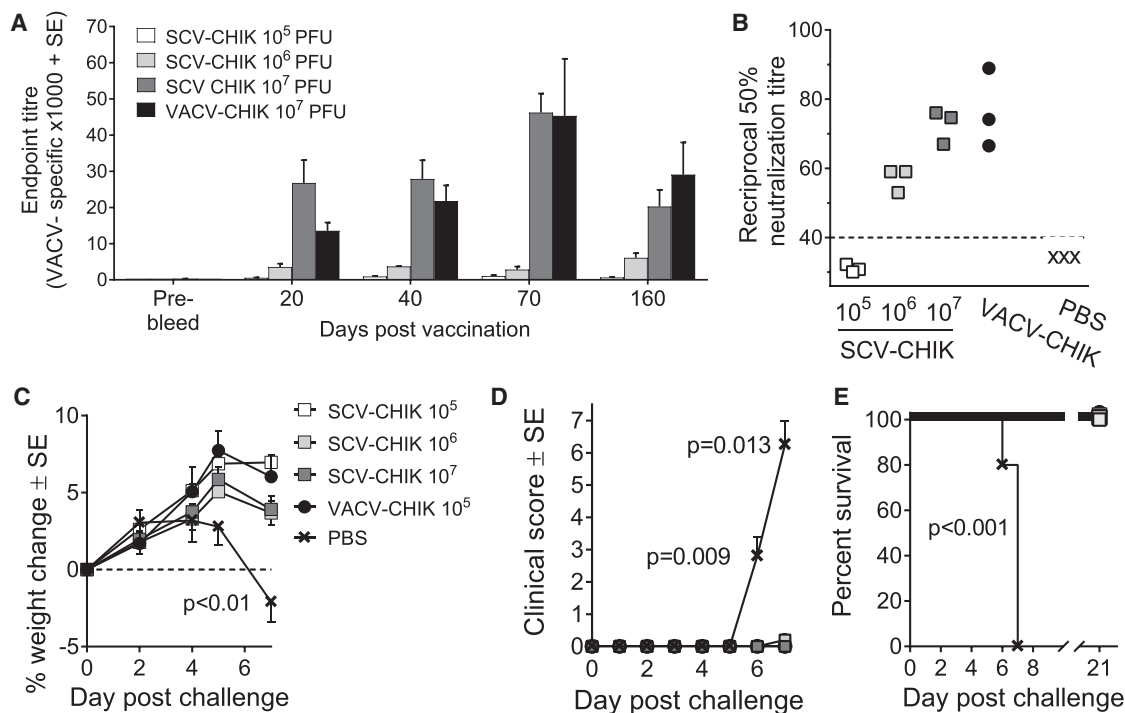 A
70
60
50
40
30
20
10
0
Endpoint titre
(VACV- specific x1000 + SE)
SCV-CHIK 10⁵ PFU
SCV-CHIK 10⁶ PFU
SCV CHIK 10⁷ PFU
VACV-CHIK 10⁷ PFU
Pre-
bleed
20
40
70
160
Days post vaccination
B
100
80
60
40
Recriprocal 50%
neutralization titre
xxx
10⁵ 10⁶ 10⁷
SCV-CHIK
VACV-CHIK
PBS
C
10
5
0
-5
% weight change ± SE
p<0.01
0 2 4 6
Day post challenge
SCV-CHIK 10⁵
SCV-CHIK 10⁶
SCV-CHIK 10⁷
VACV-CHIK 10⁵
PBS
D
7
6
5
4
3
2
1
0
Clinical score ± SE
p=0.013
p=0.009
0 2 4 6
Day post challenge
E
100
80
60
40
20
0
Percent survival
p<0.001
0 2 4 6 8 21
Day post challenge